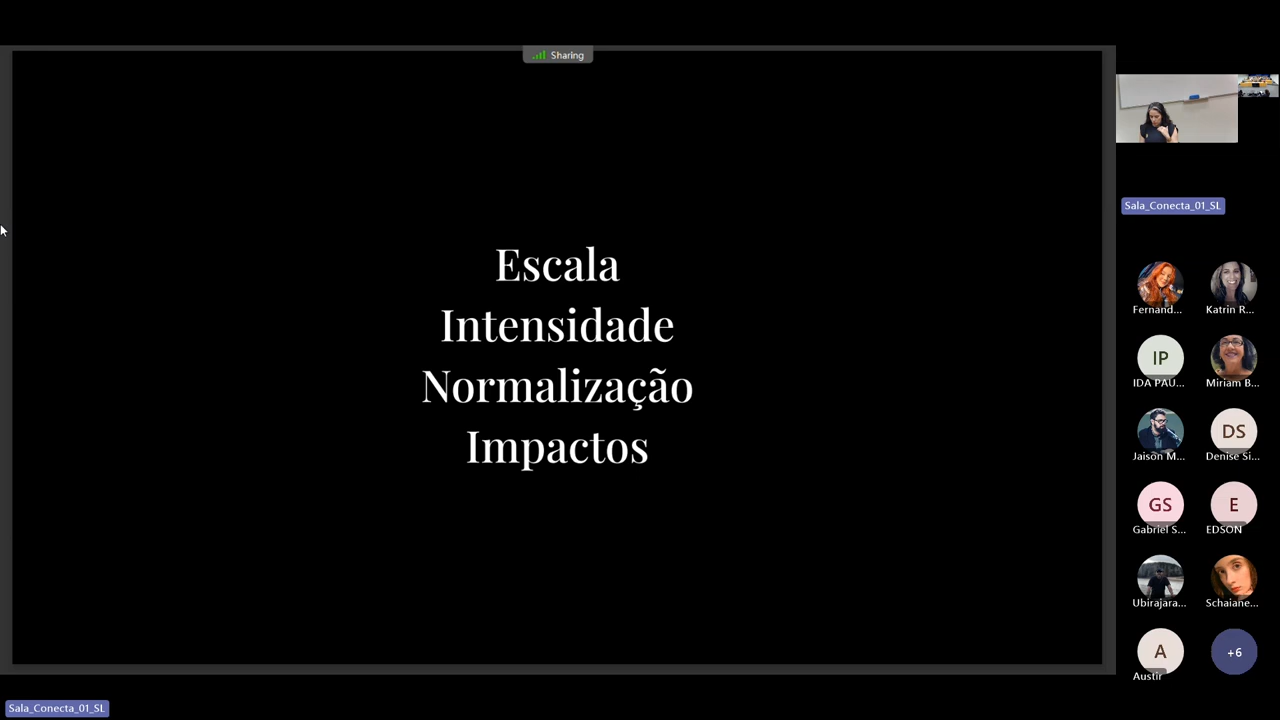 Sharing
Escala
Intensidade
Normalização
Impactos
Sala_Conecta_01_SL
Fernand...
Katrin R...
IP
IDA PAU...
Miriam B...
Jaison M...
DS
Denise Si...
GS
Gabriel S...
E
EDSON
Ubirajara...
Schaiane...
A
Austir
+6
Sala_Conecta_01_SL